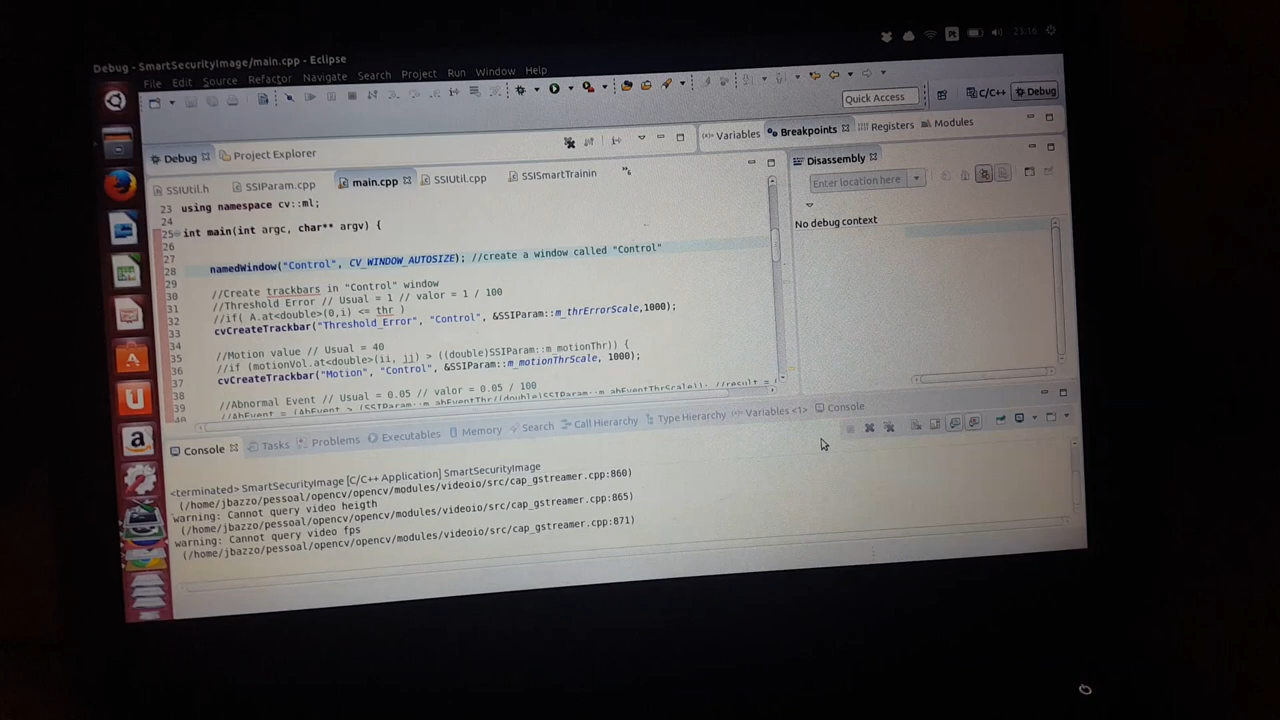 Pt 23:16
Debug - SmartSecurityImage/main.cpp - Eclipse
File Edit Source Refactor Navigate Search Project Run Window Help
Quick Access C/C++ Debug
Debug Project Explorer
(x)= Variables Breakpoints Registers Modules
SSIUtil.h SSIParam.cpp main.cpp SSIUtil.cpp SSISmartTrainin »6
Disassembly
Enter location here
No debug context
23 using namespace cv::ml;
24
25 int main(int argc, char** argv) {
26
27 namedWindow("Control", CV_WINDOW_AUTOSIZE); //create a window called "Control"
28
29 //Create trackbars in "Control" window
30 //Threshold Error // Usual = 1 // valor = 1 / 100
31 //if( A.at<double>(0,i) <= thr )
32 cvCreateTrackbar("Threshold_Error", "Control", &SSIParam::m_thrErrorScale,1000);
33
34 //Motion value // Usual = 40
35 //if (motionVol.at<double>(ii, jj) > ((double)SSIParam::m_motionThr)) {
36 cvCreateTrackbar("Motion", "Control", &SSIParam::m_motionThrScale, 1000);
37
38 //Abnormal Event // Usual = 0.05 // valor = 0.05 / 100
39
Console Tasks Problems Executables Memory Search Call Hierarchy Type Hierarchy (x)= Variables <1> Console
<terminated> SmartSecurityImage [C/C++ Application] SmartSecurityImage
(/home/jbazzo/pessoal/opencv/opencv/modules/videoio/src/cap_gstreamer.cpp:860)
warning: Cannot query video heigth
(/home/jbazzo/pessoal/opencv/opencv/modules/videoio/src/cap_gstreamer.cpp:865)
warning: Cannot query video fps
(/home/jbazzo/pessoal/opencv/opencv/modules/videoio/src/cap_gstreamer.cpp:871)